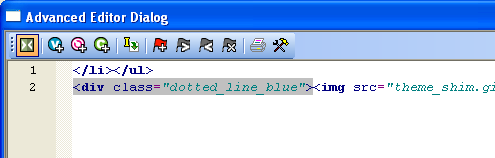 Advanced Editor Dialog
1 </li></ul>
2 <div class="dotted_line_blue"><img src="theme_shim.gi